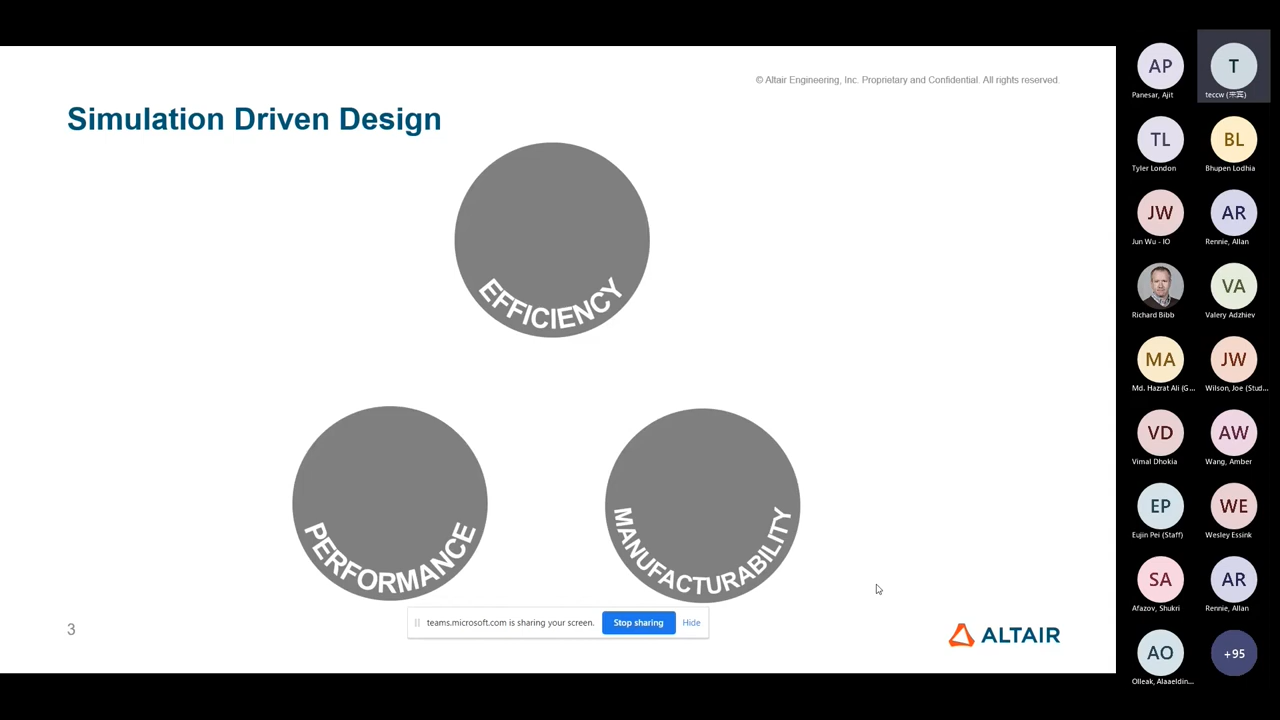 © Altair Engineering, Inc. Proprietary and Confidential. All rights reserved.
Simulation Driven Design
EFFICIENCY
PERFORMANCE
MANUFACTURABILITY
teams.microsoft.com is sharing your screen. Stop sharing Hide
3
ALTAIR
AP T
Panesar, Ajit
teccw
TL BL
Tyler London Bhupen Lodhia
JW AR
Jun Wu - IO Rennie, Allan
VA
Richard Bibb Valery Adzhiev
MA JW
Md. Hazrat Ali (G... Wilson, Joe (Stud...
VD AW
Vimal Dhokia Wang, Amber
EP WE
Eujin Pei (Staff) Wesley Essink
SA AR
Afazov, Shukri Rennie, Allan
AO +95
Olleak, Alaaeldin...